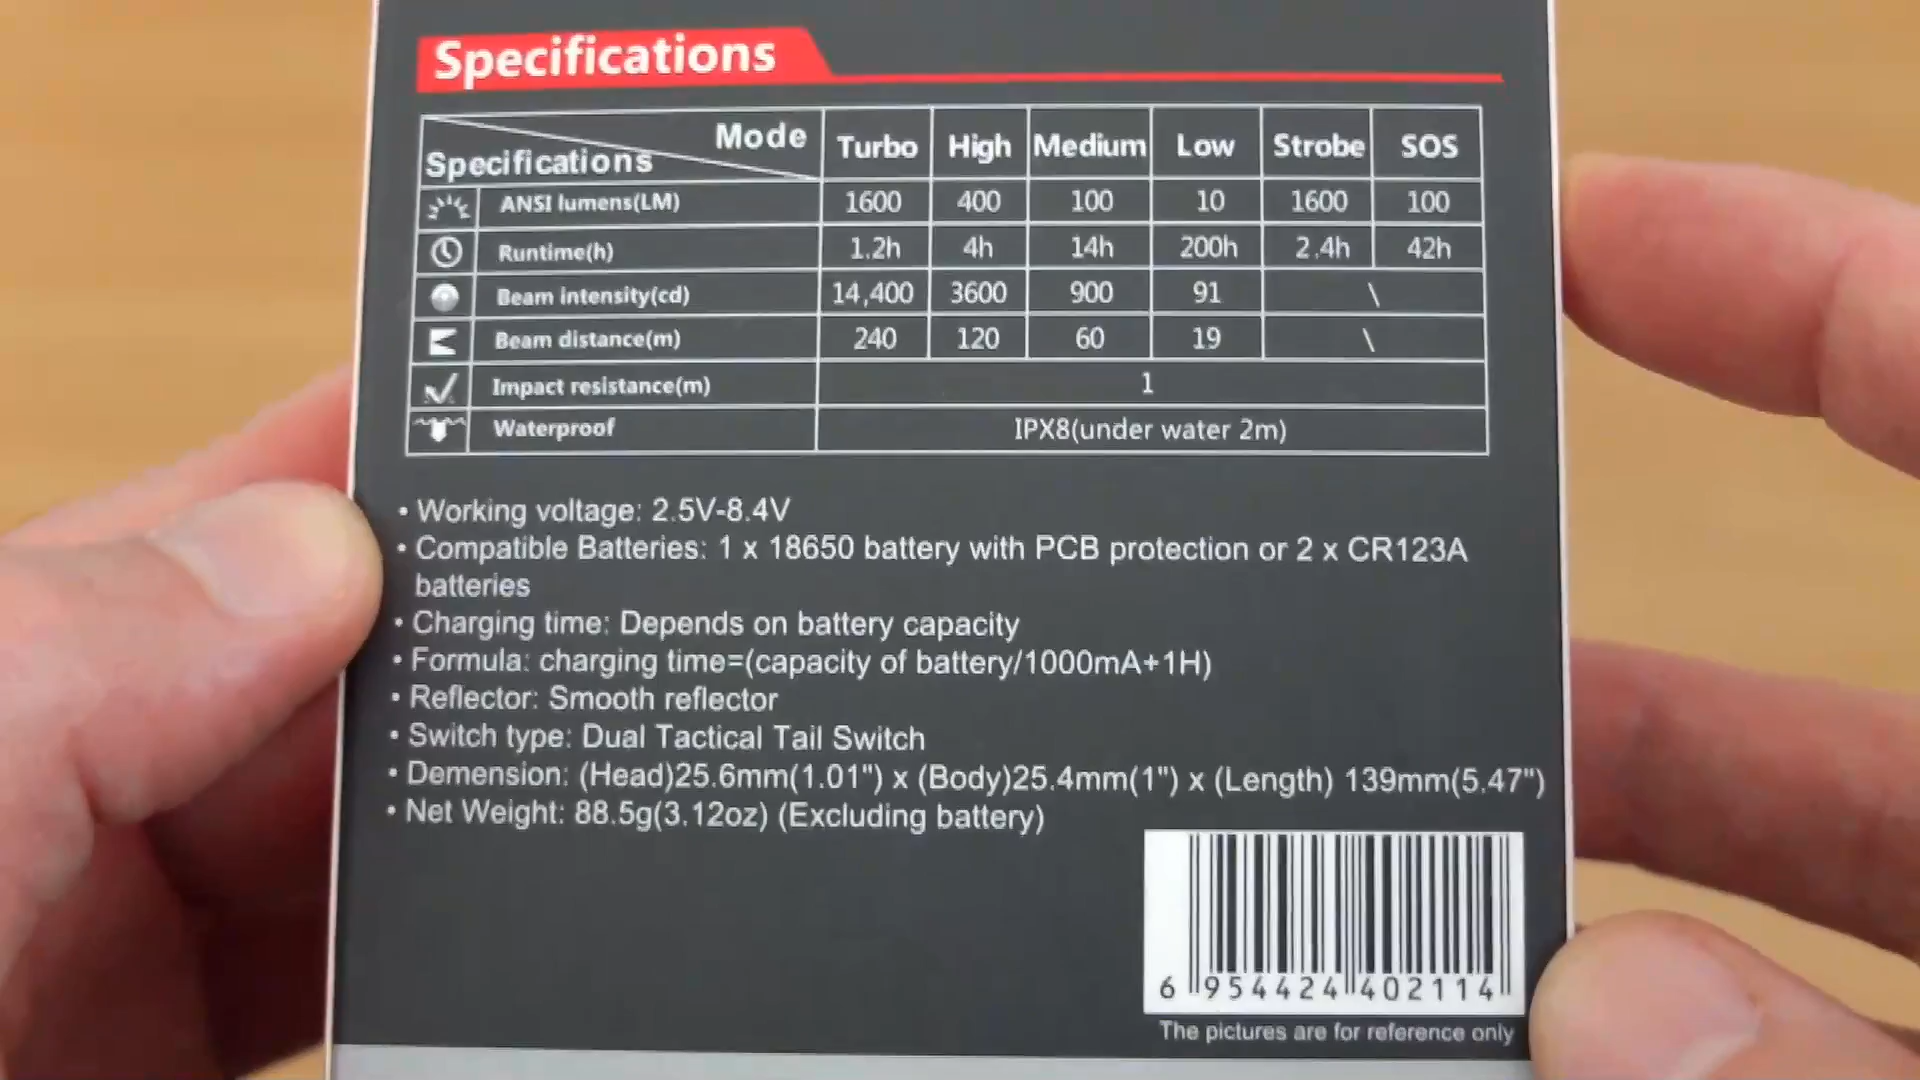 Specifications
Mode
Specifications
Turbo High Medium Low Strobe SOS
ANSI lumens(LM) 1600 400 100 10 1600 100
Runtime(h) 1.2h 4h 14h 200h 2.4h 42h
Beam intensity(cd) 14,400 3600 900 91 \
Beam distance(m) 240 120 60 19 \
Impact resistance(m) 1
Waterproof IPX8(under water 2m)
• Working voltage: 2.5V-8.4V
• Compatible Batteries: 1 x 18650 battery with PCB protection or 2 x CR123A
batteries
• Charging time: Depends on battery capacity
• Formula: charging time=(capacity of battery/1000mA+1H)
• Reflector: Smooth reflector
• Switch type: Dual Tactical Tail Switch
• Demension: (Head)25.6mm(1.01") x (Body)25.4mm(1") x (Length) 139mm(5.47")
• Net Weight: 88.5g(3.12oz) (Excluding battery)
6 954424 402114
The pictures are for reference only